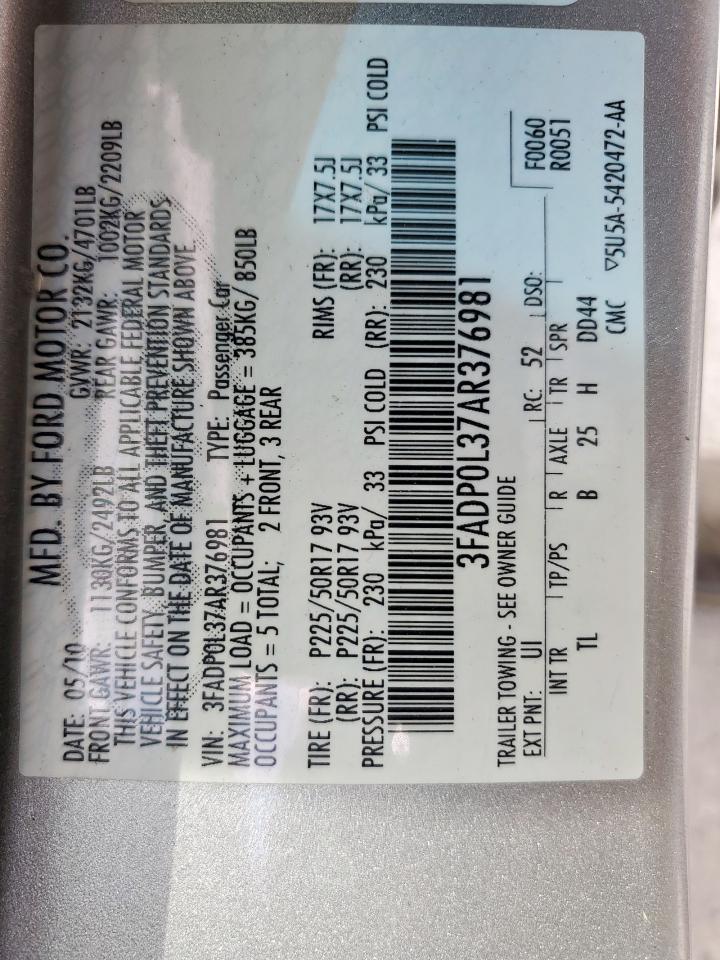 MFD. BY FORD MOTOR CO.
DATE: 05/10 GVWR: 2132KG/4701LB
FRONT GAWR: 1130KG/2492LB REAR GAWR: 1002KG/2209LB
THIS VEHICLE CONFORMS TO ALL APPLICABLE FEDERAL MOTOR
VEHICLE SAFETY, BUMPER, AND THEFT PREVENTION STANDARDS
IN EFFECT ON THE DATE OF MANUFACTURE SHOWN ABOVE
VIN: 3FADP0L37AR376981 TYPE: Passenger Car
MAXIMUM LOAD = OCCUPANTS + LUGGAGE = 385KG/ 850LB
OCCUPANTS = 5 TOTAL; 2 FRONT, 3 REAR
TIRE (FR): P225/50R17 93V RIMS (FR): 17X7.5J
(RR): P225/50R17 93V (RR): 17X7.5J
PRESSURE (FR): 230 kPa/ 33 PSI COLD (RR): 230 kPa/ 33 PSI COLD
3FADP0L37AR376981
TRAILER TOWING - SEE OWNER GUIDE
F0060
R0051
EXT PNT: UI RC: 52 DSO:
INT TR TP/PS R AXLE TR SPR
TL B 25 H DD44
CMC ▽5U5A-5420472-AA